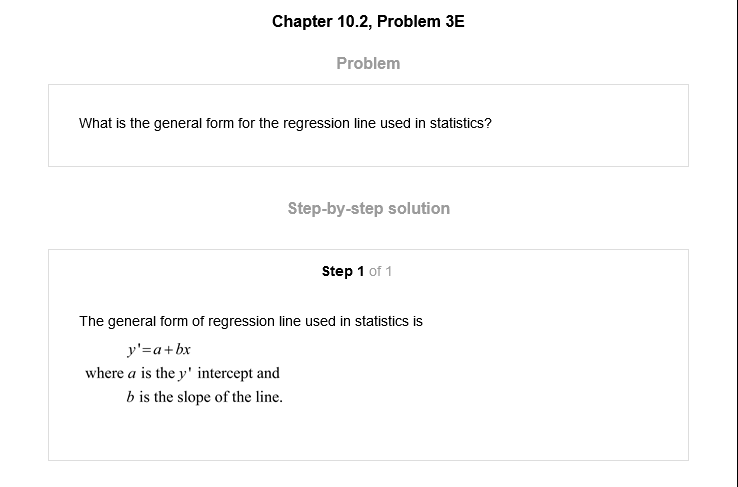 Chapter 10.2, Problem 3E
Problem
What is the general form for the regression line used in statistics?
Step-by-step solution
Step 1 of 1
The general form of regression line used in statistics is
y'=a+bx
where a is the y' intercept and
b is the slope of the line.